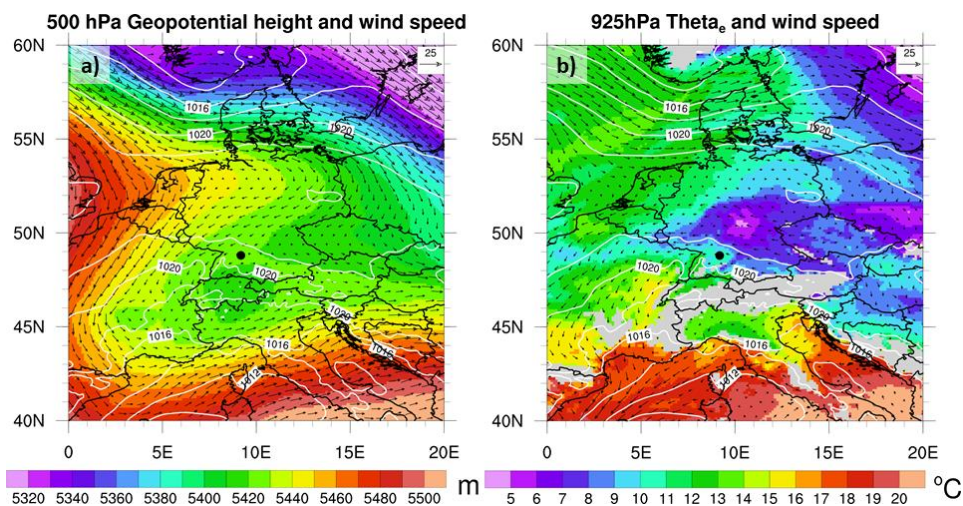 500 hPa Geopotential height and wind speed
60N
a)
25
1016
1020
1020
55N
50N
1020
1020
1020
1016
1016
1016
1012
45N
40N
0 5E 10E 15E 20E
5320 5340 5360 5380 5400 5420 5440 5460 5480 5500 m
925hPa Thetae and wind speed
60N
b)
25
1016
1020
1020
55N
50N
1020
1020
1020
1016
1016
1016
1012
45N
40N
0 5E 10E 15E 20E
5 6 7 8 9 10 11 12 13 14 15 16 17 18 19 20 °C